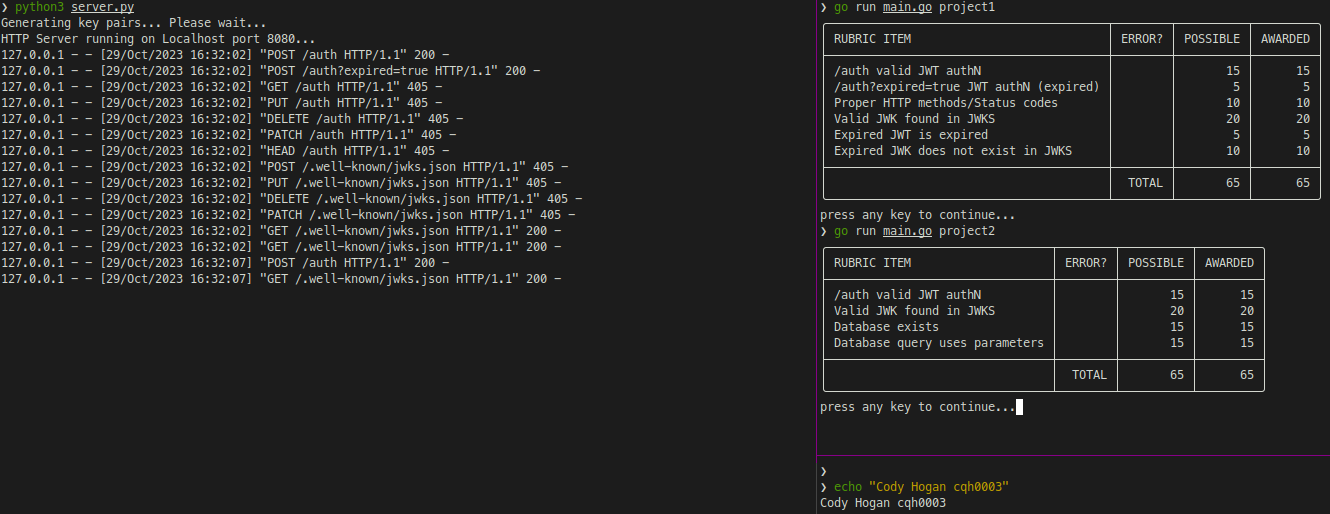 ❯ python3 server.py
Generating key pairs... Please wait...
HTTP Server running on Localhost port 8080...
127.0.0.1 - - [29/Oct/2023 16:32:02] "POST /auth HTTP/1.1" 200 -
127.0.0.1 - - [29/Oct/2023 16:32:02] "POST /auth?expired=true HTTP/1.1" 200 -
127.0.0.1 - - [29/Oct/2023 16:32:02] "GET /auth HTTP/1.1" 405 -
127.0.0.1 - - [29/Oct/2023 16:32:02] "PUT /auth HTTP/1.1" 405 -
127.0.0.1 - - [29/Oct/2023 16:32:02] "DELETE /auth HTTP/1.1" 405 -
127.0.0.1 - - [29/Oct/2023 16:32:02] "PATCH /auth HTTP/1.1" 405 -
127.0.0.1 - - [29/Oct/2023 16:32:02] "HEAD /auth HTTP/1.1" 405 -
127.0.0.1 - - [29/Oct/2023 16:32:02] "POST /.well-known/jwks.json HTTP/1.1" 405 -
127.0.0.1 - - [29/Oct/2023 16:32:02] "PUT /.well-known/jwks.json HTTP/1.1" 405 -
127.0.0.1 - - [29/Oct/2023 16:32:02] "DELETE /.well-known/jwks.json HTTP/1.1" 405 -
127.0.0.1 - - [29/Oct/2023 16:32:02] "PATCH /.well-known/jwks.json HTTP/1.1" 405 -
127.0.0.1 - - [29/Oct/2023 16:32:02] "GET /.well-known/jwks.json HTTP/1.1" 200 -
127.0.0.1 - - [29/Oct/2023 16:32:02] "GET /.well-known/jwks.json HTTP/1.1" 200 -
127.0.0.1 - - [29/Oct/2023 16:32:07] "POST /auth HTTP/1.1" 200 -
127.0.0.1 - - [29/Oct/2023 16:32:07] "GET /.well-known/jwks.json HTTP/1.1" 200 -
❯ go run main.go project1
RUBRIC ITEM ERROR? POSSIBLE AWARDED
/auth valid JWT authN 15 15
/auth?expired=true JWT authN (expired) 5 5
Proper HTTP methods/Status codes 10 10
Valid JWK found in JWKS 20 20
Expired JWT is expired 5 5
Expired JWK does not exist in JWKS 10 10
TOTAL 65 65
press any key to continue...
❯ go run main.go project2
RUBRIC ITEM ERROR? POSSIBLE AWARDED
/auth valid JWT authN 15 15
Valid JWK found in JWKS 20 20
Database exists 15 15
Database query uses parameters 15 15
TOTAL 65 65
press any key to continue...
❯
❯ echo "Cody Hogan cqh0003"
Cody Hogan cqh0003